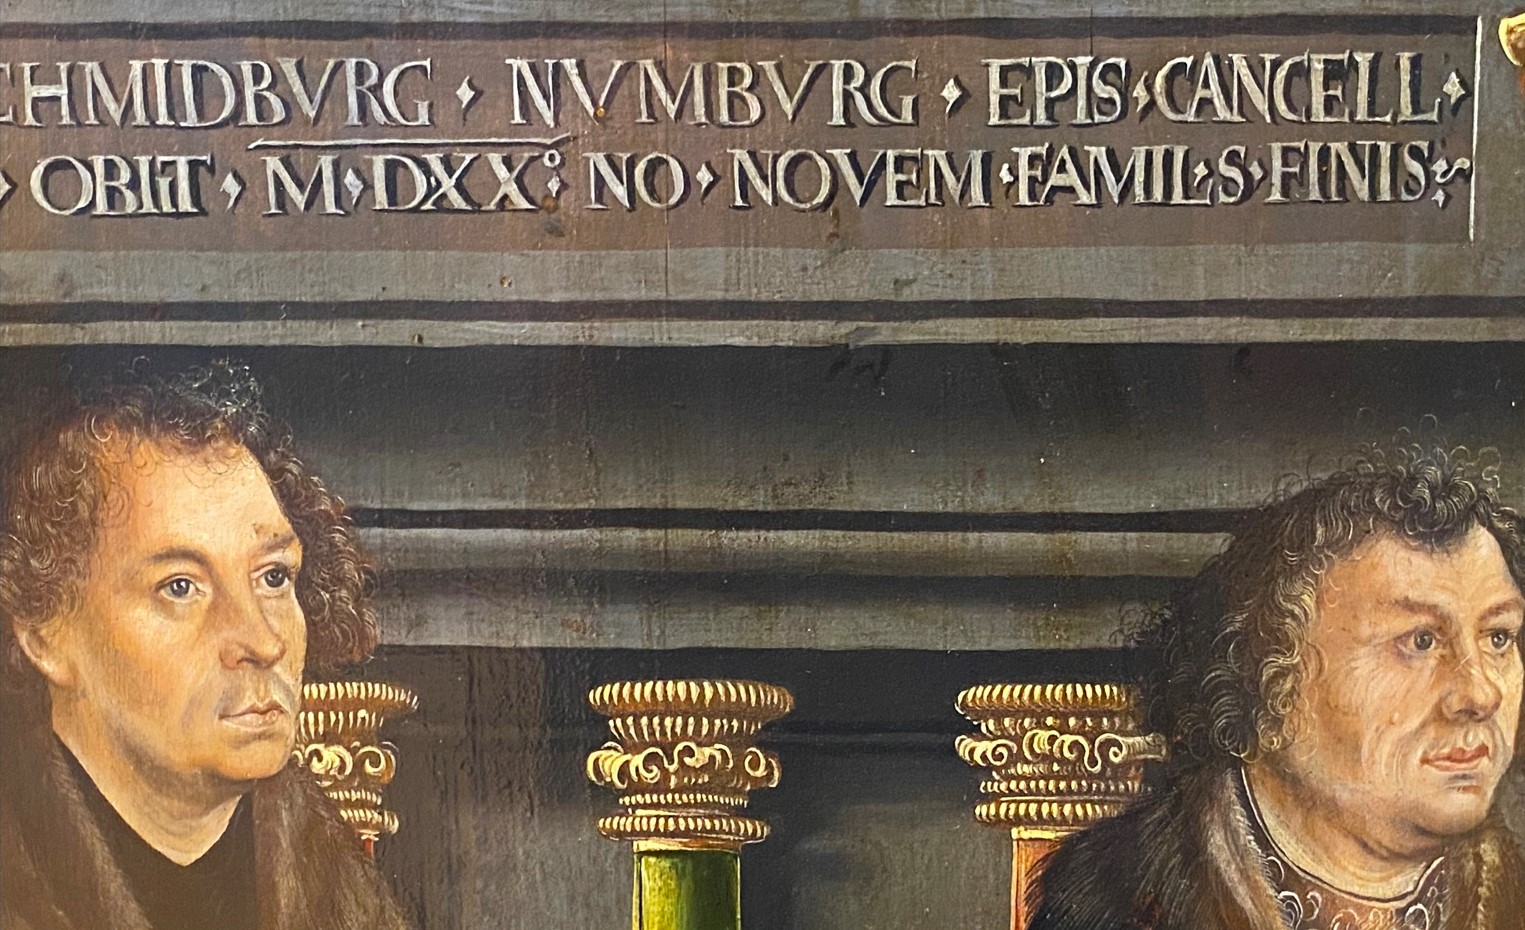 CHMIDBVRG · NVMBVRG · EPIS · CANCELL ·
· OBIIT · M · DXX° : NO · NOVEM · FAMIL · S · FINIS :~